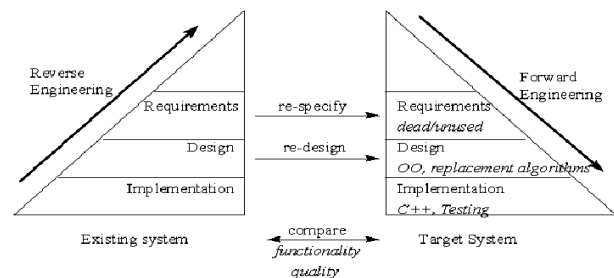 Reverse
Engineering
Requirements
Design
Implementation
Existing system
re-specify
re-design
compare
functionality
quality
Forward
Engineering
Requirements
dead/unused
Design
OO, replacement algorithms
Implementation
C++, Testing
Target System